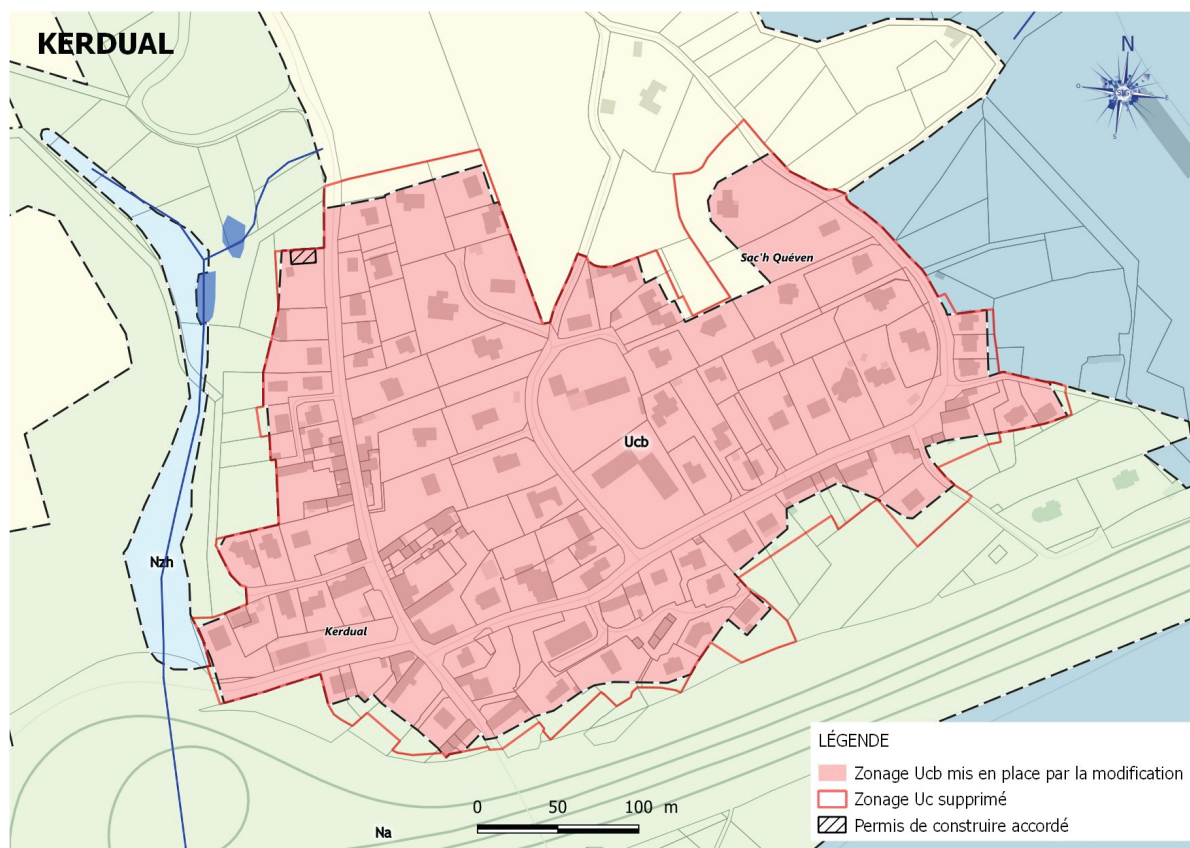 KERDUAL
N
O
E
S
SIG
Sac'h Quéven
Ucb
Nzh
Kerdual
LÉGENDE
Zonage Ucb mis en place par la modification
Zonage Uc supprimé
Permis de construire accordé
0 50 100 m
Na